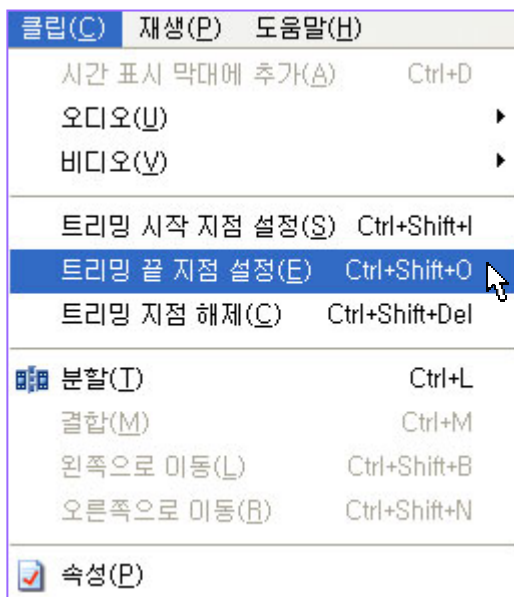 클립(C) 재생(P) 도움말(H)
시간 표시 막대에 추가(A) Ctrl+D
오디오(U)
비디오(V)
트리밍 시작 지점 설정(S) Ctrl+Shift+I
트리밍 끝 지점 설정(E) Ctrl+Shift+O
트리밍 지점 해제(C) Ctrl+Shift+Del
분할(T) Ctrl+L
결합(M) Ctrl+M
왼쪽으로 이동(L) Ctrl+Shift+B
오른쪽으로 이동(R) Ctrl+Shift+N
속성(P)